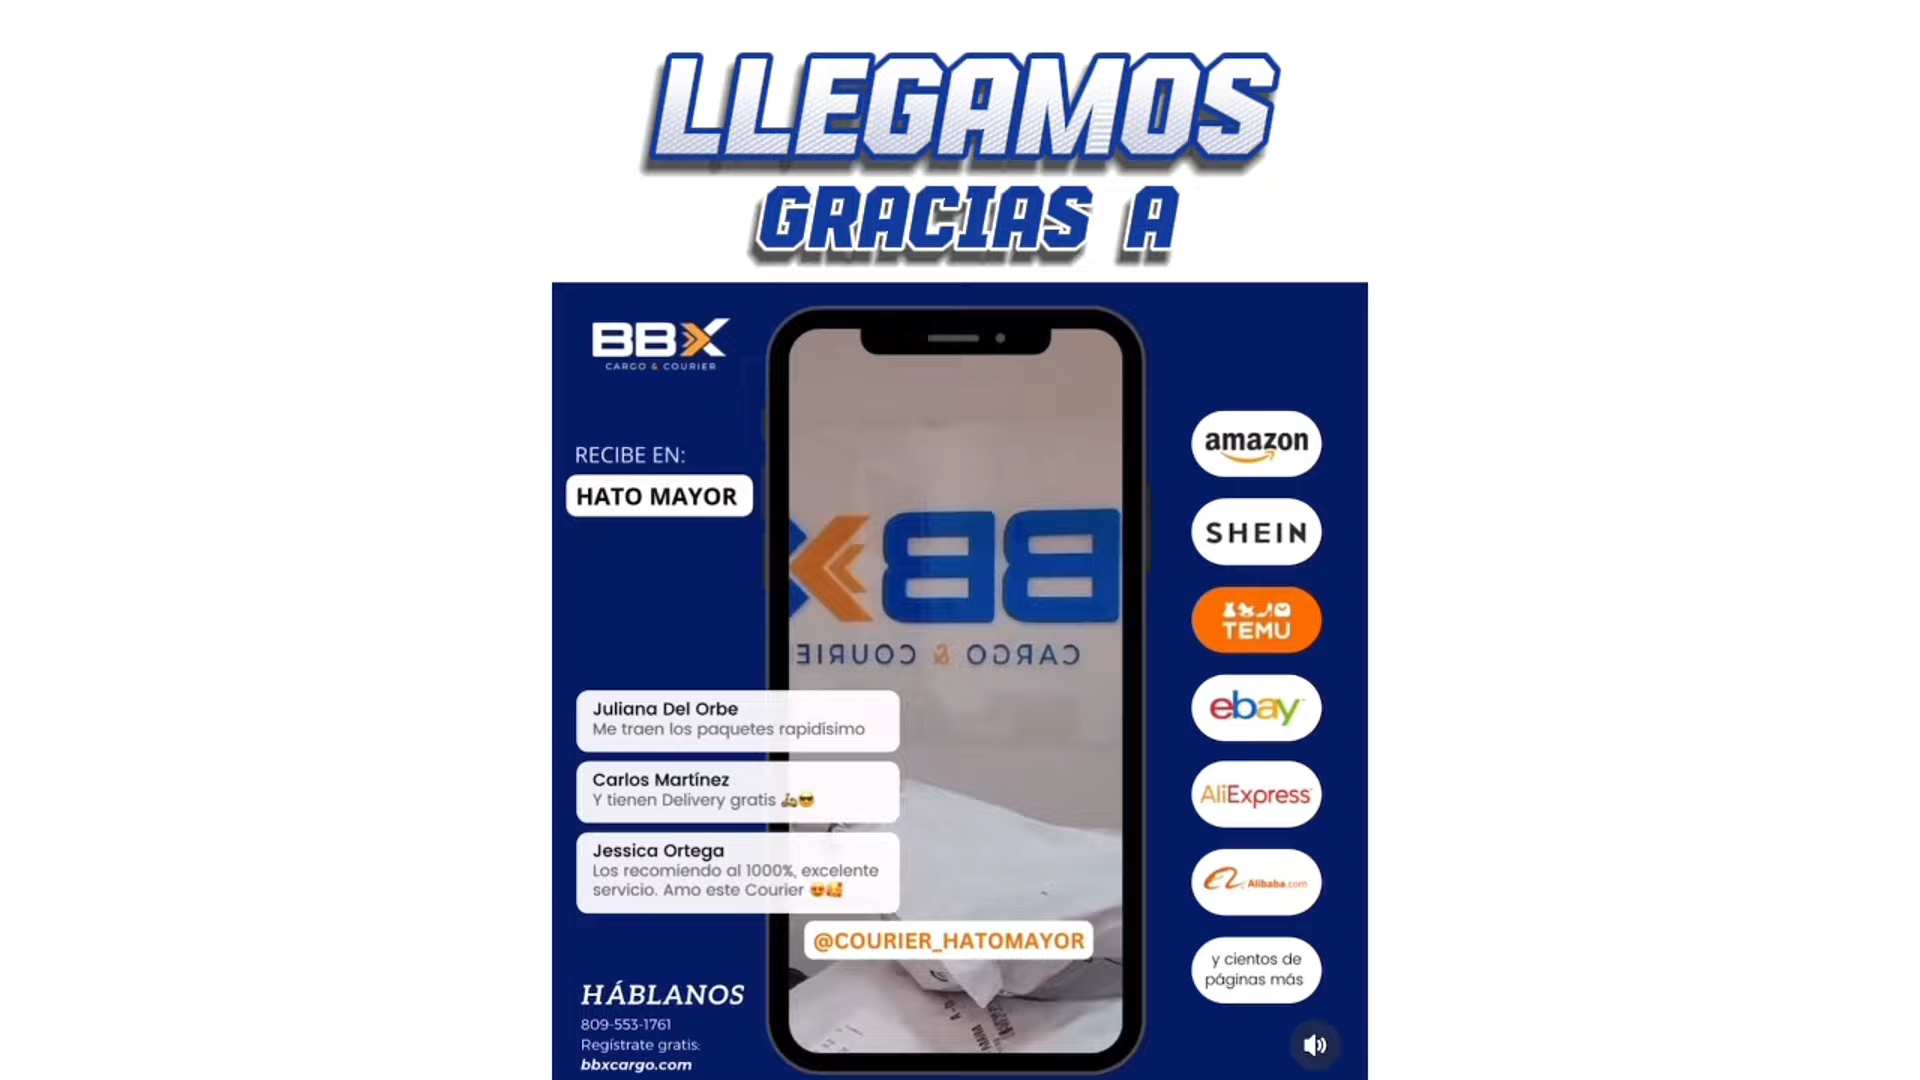 LLEGAMOS
GRACIAS A
BBX
CARGO & COURIER
RECIBE EN:
HATO MAYOR
BBX
CARGO & COURIE
Juliana Del Orbe
Me traen los paquetes rapidísimo
Carlos Martínez
Y tienen Delivery gratis 🛵😎
Jessica Ortega
Los recomiendo al 1000%, excelente
servicio. Amo este Courier 😍🥰
@COURIER_HATOMAYOR
HÁBLANOS
809-553-1761
Regístrate gratis:
bbxcargo.com
amazon
SHEIN
TEMU
ebay
AliExpress
Alibaba.com
y cientos de
páginas más